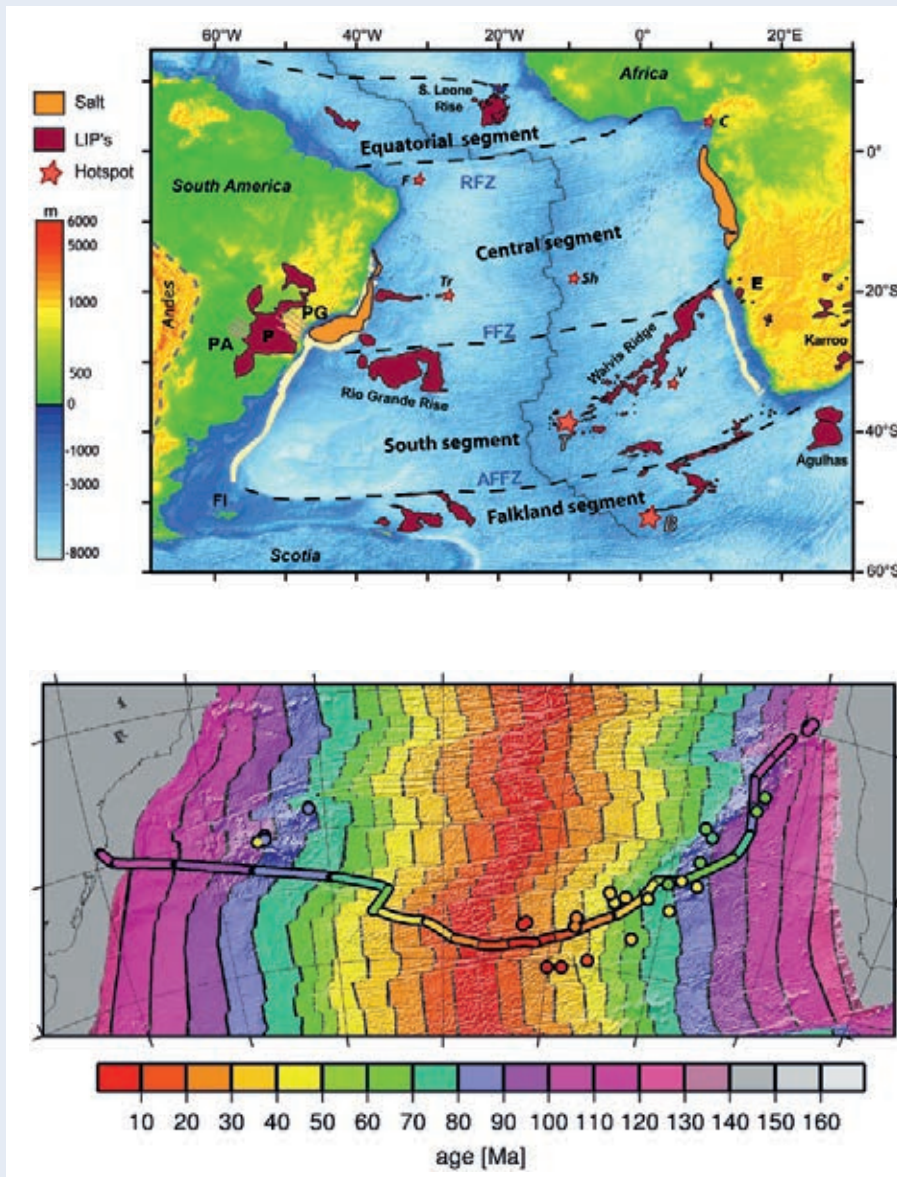 60°W 40°W 20°W 0° 20°E
Salt
LIP's
Hotspot
m
6000
5000
1000
500
0
-3000
-4000
-5000
-8000
Africa
S. Leone
Rise
C
Equatorial segment
0°
South America
F
RFZ
Central segment
Andes
Tr
Sh
E
20°S
PG
PA
P
FFZ
Walvis Ridge
Karroo
V
Rio Grande Rise
T
40°S
South segment
Agulhas
AFFZ
FI
Falkland segment
B
Scotia
60°S
10 20 30 40 50 60 70 80 90 100 110 120 130 140 150 160
age [Ma]